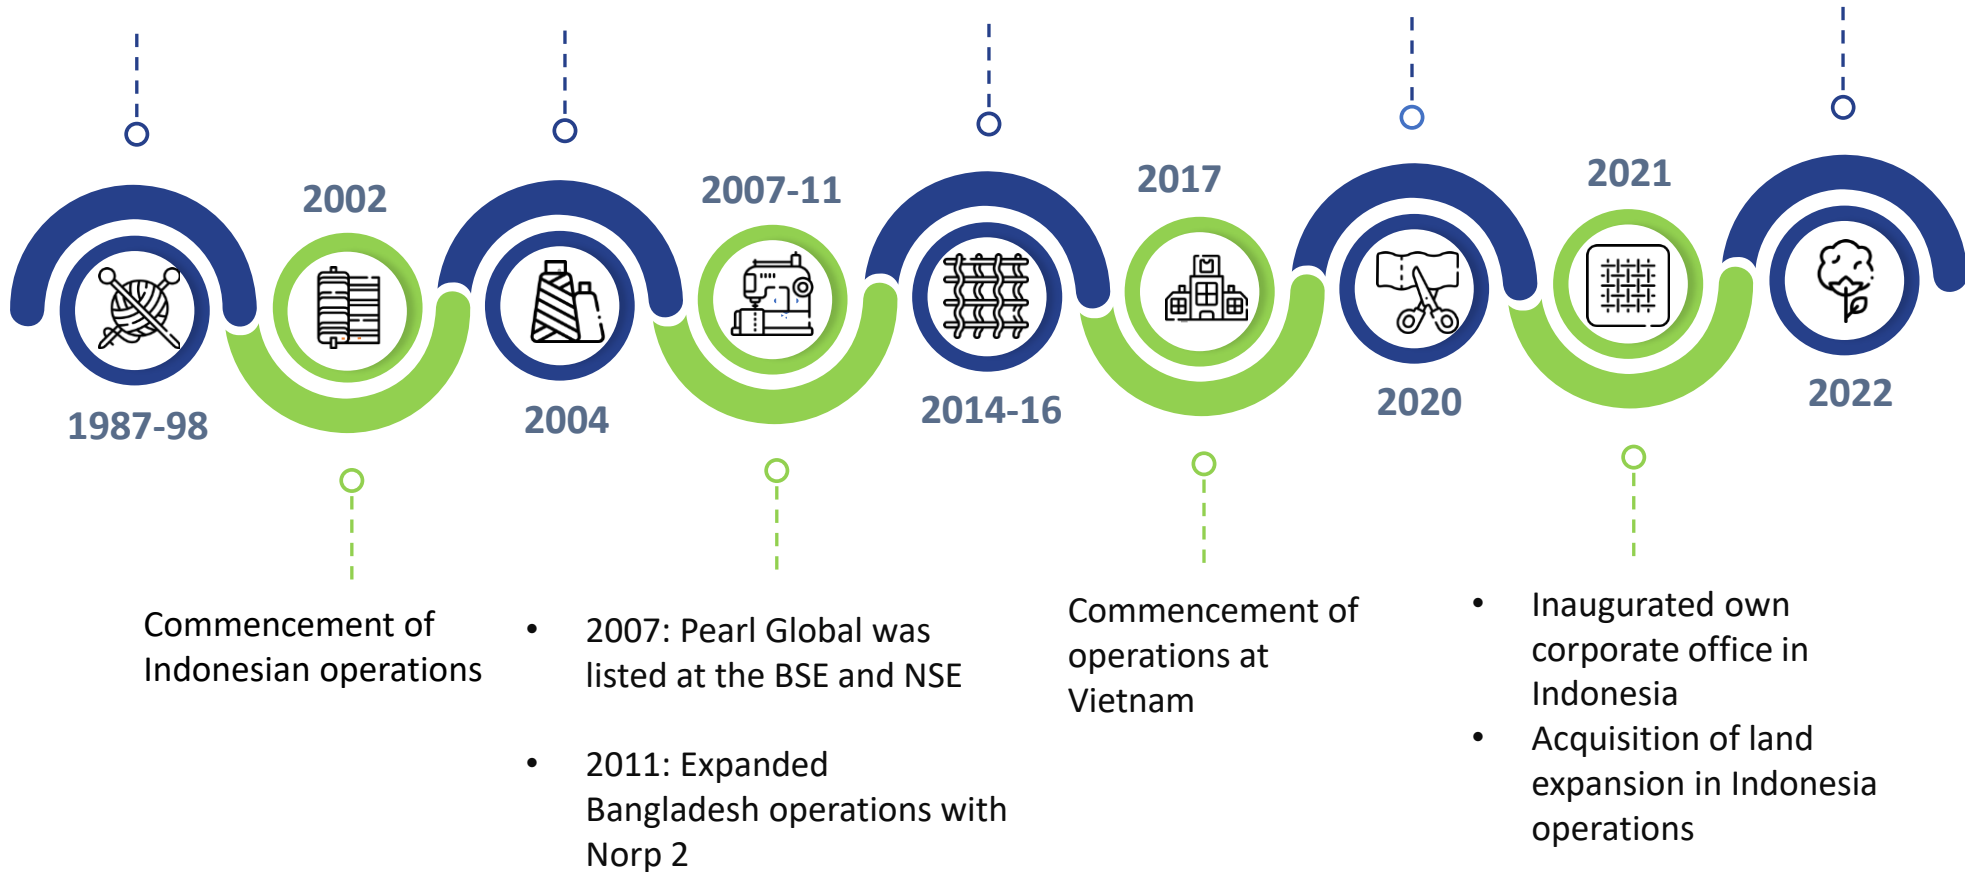 2002
2007-11
2017
2021
1987-98
2004
2014-16
2020
2022
Commencement of
Indonesian operations
• 2007: Pearl Global was
listed at the BSE and NSE
• 2011: Expanded
Bangladesh operations with
Norp 2
Commencement of
operations at
Vietnam
• Inaugurated own
corporate office in
Indonesia
• Acquisition of land
expansion in Indonesia
operations